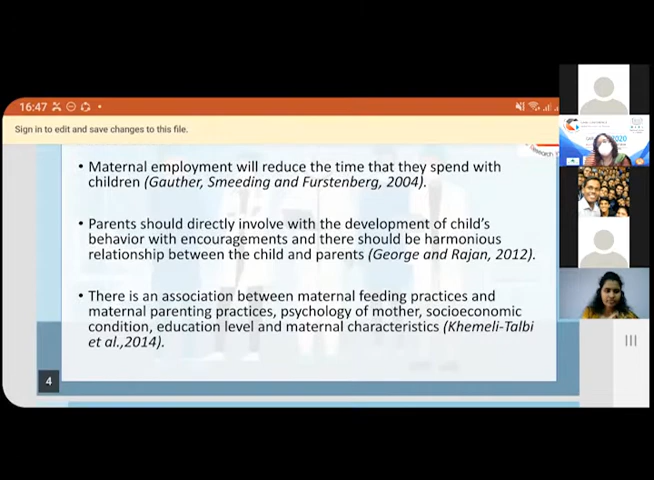 16:47
Sign in to edit and save changes to this file.
Research
2020
• Maternal employment will reduce the time that they spend with
children (Gauther, Smeeding and Furstenberg, 2004).
• Parents should directly involve with the development of child's
behavior with encouragements and there should be harmonious
relationship between the child and parents (George and Rajan, 2012).
• There is an association between maternal feeding practices and
maternal parenting practices, psychology of mother, socioeconomic
condition, education level and maternal characteristics (Khemeli-Talbi
et al.,2014).
4